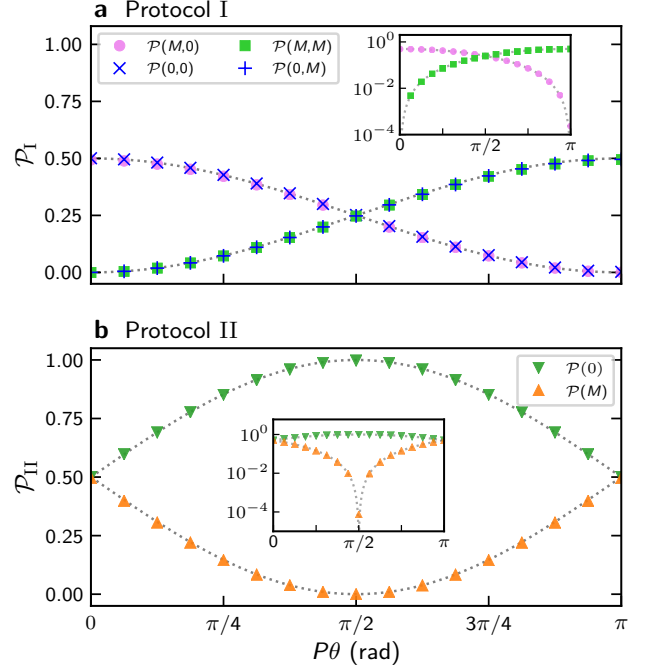 a Protocol I
1.00
0.75
0.50
0.25
0.00
𝒫_I
𝒫(M,0) 𝒫(M,M)
𝒫(0,0) 𝒫(0,M)
10⁰
10⁻²
10⁻⁴
0 π/2 π
b Protocol II
1.00
0.75
0.50
0.25
0.00
𝒫_II
𝒫(0)
𝒫(M)
10⁰
10⁻²
10⁻⁴
0 π/2 π
0 π/4 π/2 3π/4 π
Pθ (rad)